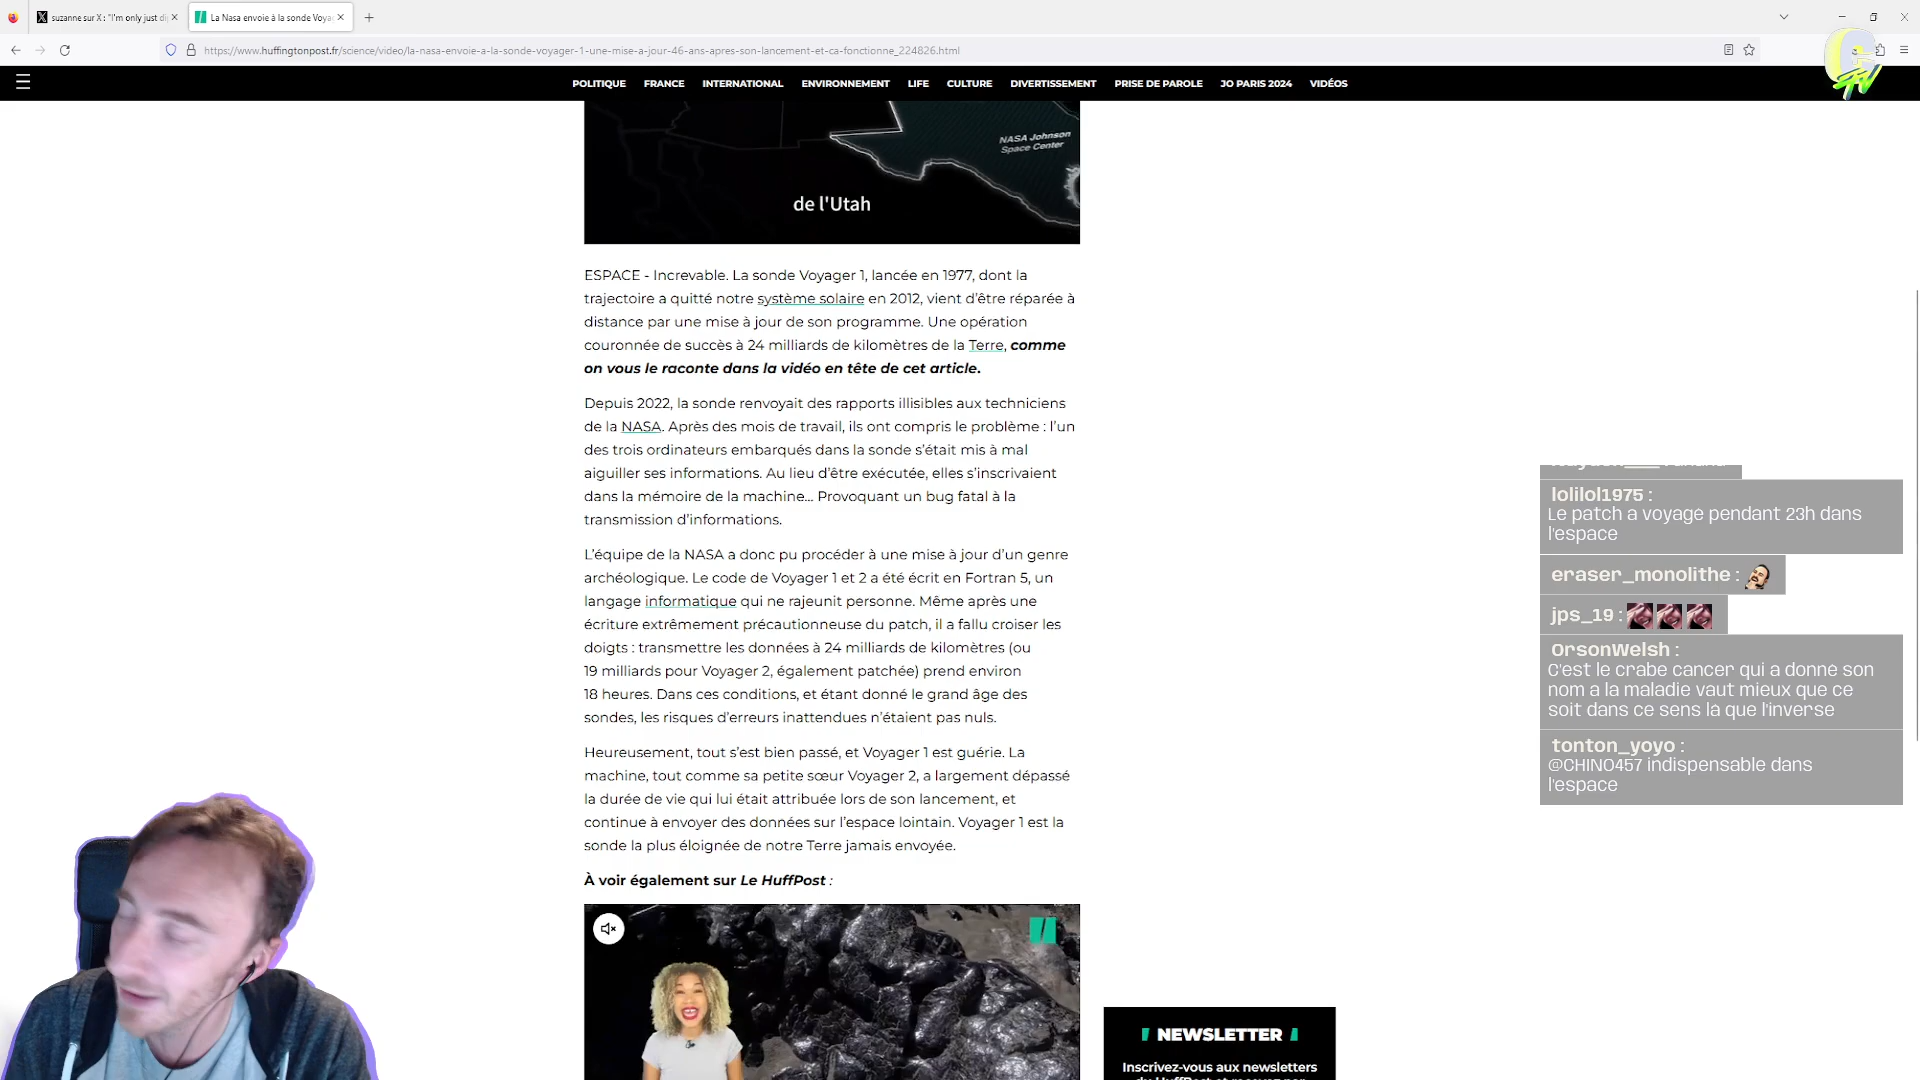 suzanne sur X : "I'm only just di
La Nasa envoie à la sonde Voya
https://www.huffingtonpost.fr/science/video/la-nasa-envoie-a-la-sonde-voyager-1-une-mise-a-jour-46-ans-apres-son-lancement-et-ca-fonctionne_224826.html
POLITIQUE FRANCE INTERNATIONAL ENVIRONNEMENT LIFE CULTURE DIVERTISSEMENT PRISE DE PAROLE JO PARIS 2024 VIDÉOS
G TV
NASA Johnson
Space Center
de l'Utah
ESPACE - Increvable. La sonde Voyager 1, lancée en 1977, dont la
trajectoire a quitté notre système solaire en 2012, vient d’être réparée à
distance par une mise à jour de son programme. Une opération
couronnée de succès à 24 milliards de kilomètres de la Terre, comme
on vous le raconte dans la vidéo en tête de cet article.
Depuis 2022, la sonde renvoyait des rapports illisibles aux techniciens
de la NASA. Après des mois de travail, ils ont compris le problème : l’un
des trois ordinateurs embarqués dans la sonde s’était mis à mal
aiguiller ses informations. Au lieu d’être exécutée, elles s’inscrivaient
dans la mémoire de la machine... Provoquant un bug fatal à la
transmission d’informations.
L’équipe de la NASA a donc pu procéder à une mise à jour d’un genre
archéologique. Le code de Voyager 1 et 2 a été écrit en Fortran 5, un
langage informatique qui ne rajeunit personne. Même après une
écriture extrêmement précautionneuse du patch, il a fallu croiser les
doigts : transmettre les données à 24 milliards de kilomètres (ou
19 milliards pour Voyager 2, également patchée) prend environ
18 heures. Dans ces conditions, et étant donné le grand âge des
sondes, les risques d’erreurs inattendues n’étaient pas nuls.
Heureusement, tout s’est bien passé, et Voyager 1 est guérie. La
machine, tout comme sa petite sœur Voyager 2, a largement dépassé
la durée de vie qui lui était attribuée lors de son lancement, et
continue à envoyer des données sur l’espace lointain. Voyager 1 est la
sonde la plus éloignée de notre Terre jamais envoyée.
À voir également sur Le HuffPost :
NEWSLETTER
Inscrivez-vous aux newsletters
lolilol1975 :
Le patch a voyagé pendant 23h dans
l'espace
eraser_monolithe :
jps_19 :
OrsonWelsh :
C'est le crabe cancer qui a donné son
nom a la maladie vaut mieux que ce
soit dans ce sens là que l'inverse
tonton_yoyo :
@CHINO457 indispensable dans
l'espace